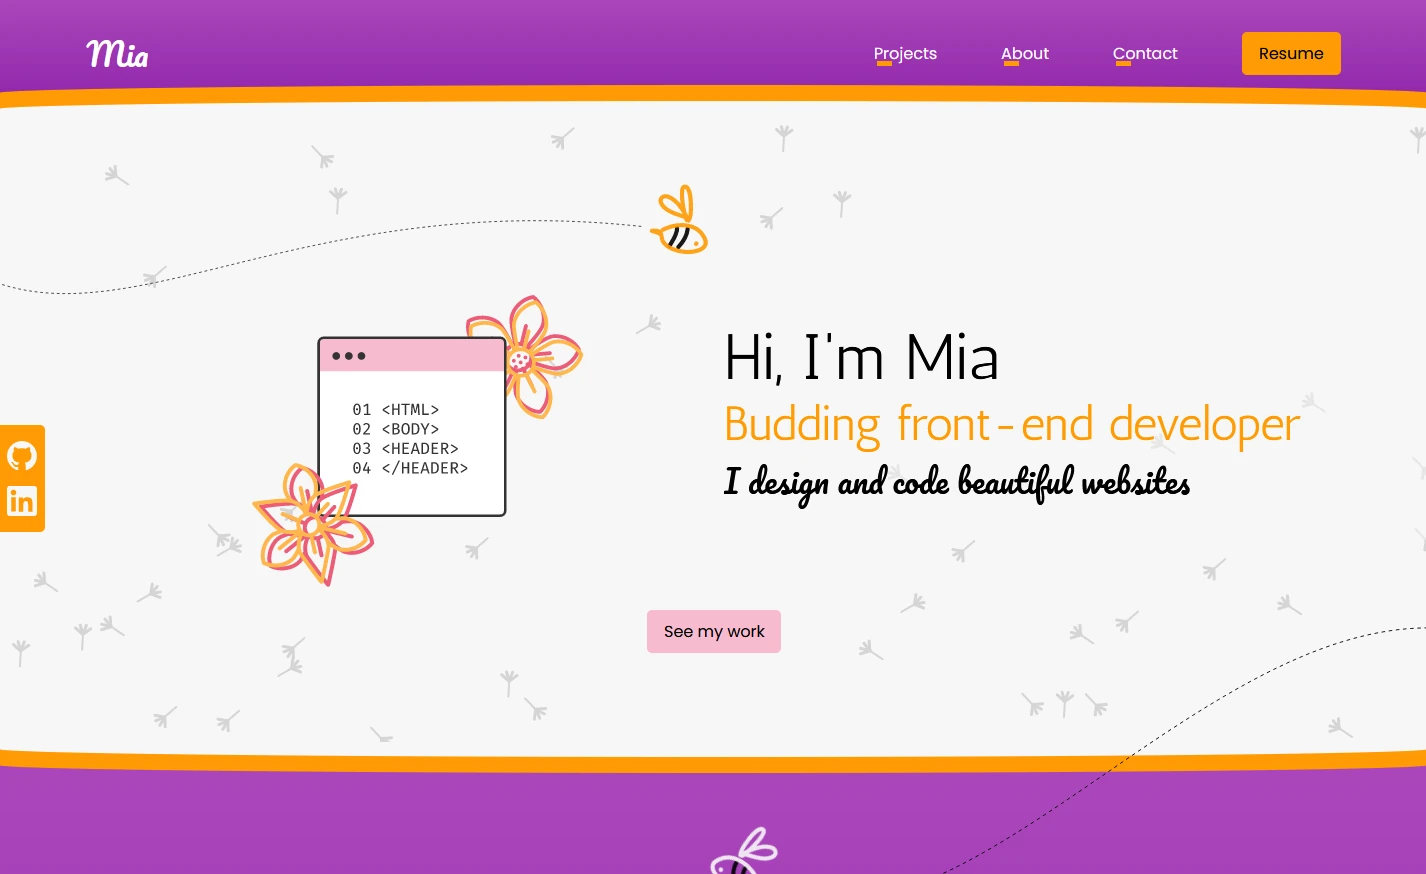 Mia
Projects
About
Contact
Resume
Hi, I'm Mia
Budding front-end developer
I design and code beautiful websites
01 <HTML>
02 <BODY>
03 <HEADER>
04 </HEADER>
in
See my work